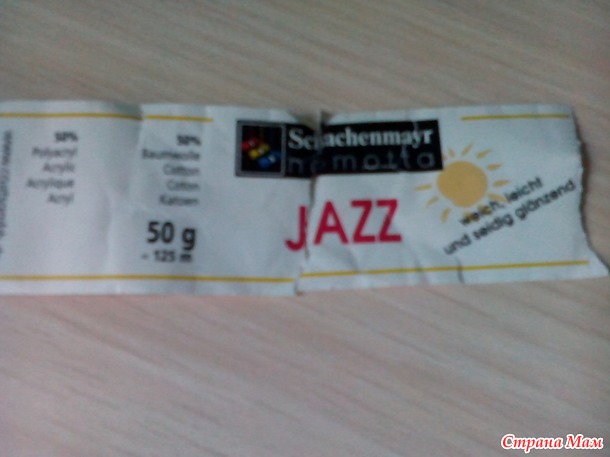 50%
Polyacryl
Acrylic
Acrylique
Acryl
50%
Baumwolle
Cotton
Coton
Katoen
50 g
~ 125 m
Schachenmayr
nomotta
JAZZ
weich, leicht
und seidig glänzend
Страна Мам